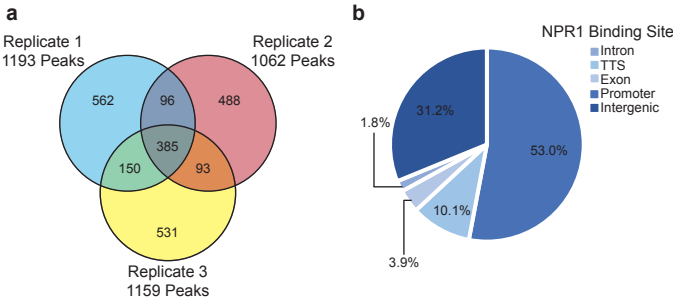 a
Replicate 1
1193 Peaks
Replicate 2
1062 Peaks
562
96
488
385
150
93
531
Replicate 3
1159 Peaks
b
NPR1 Binding Site
Intron
TTS
Exon
Promoter
Intergenic
31.2%
1.8%
53.0%
10.1%
3.9%